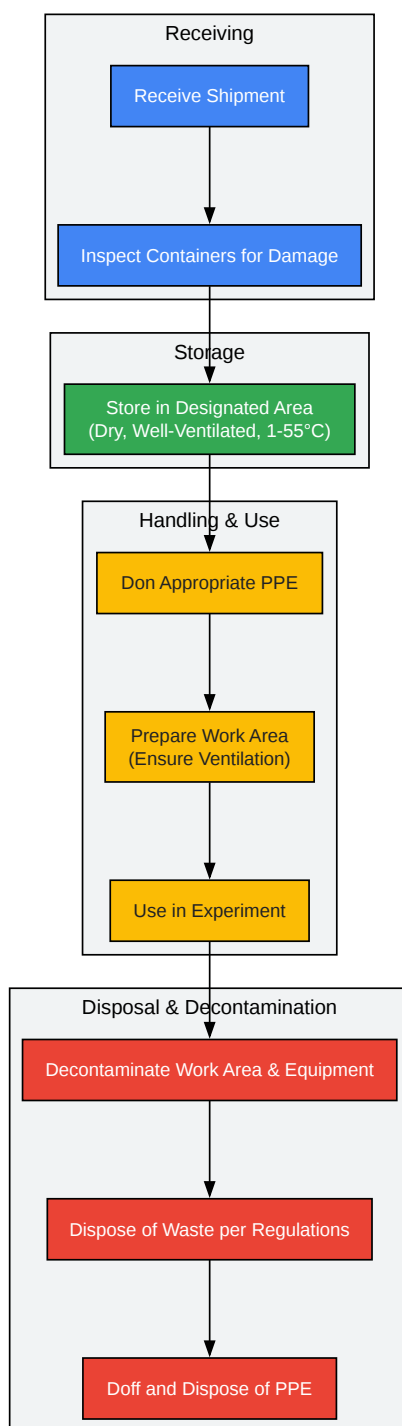 Receiving
Receive Shipment
Inspect Containers for Damage
Storage
Store in Designated Area
(Dry, Well-Ventilated, 1-55°C)
Handling & Use
Don Appropriate PPE
Prepare Work Area
(Ensure Ventilation)
Use in Experiment
Disposal & Decontamination
Decontaminate Work Area & Equipment
Dispose of Waste per Regulations
Doff and Dispose of PPE